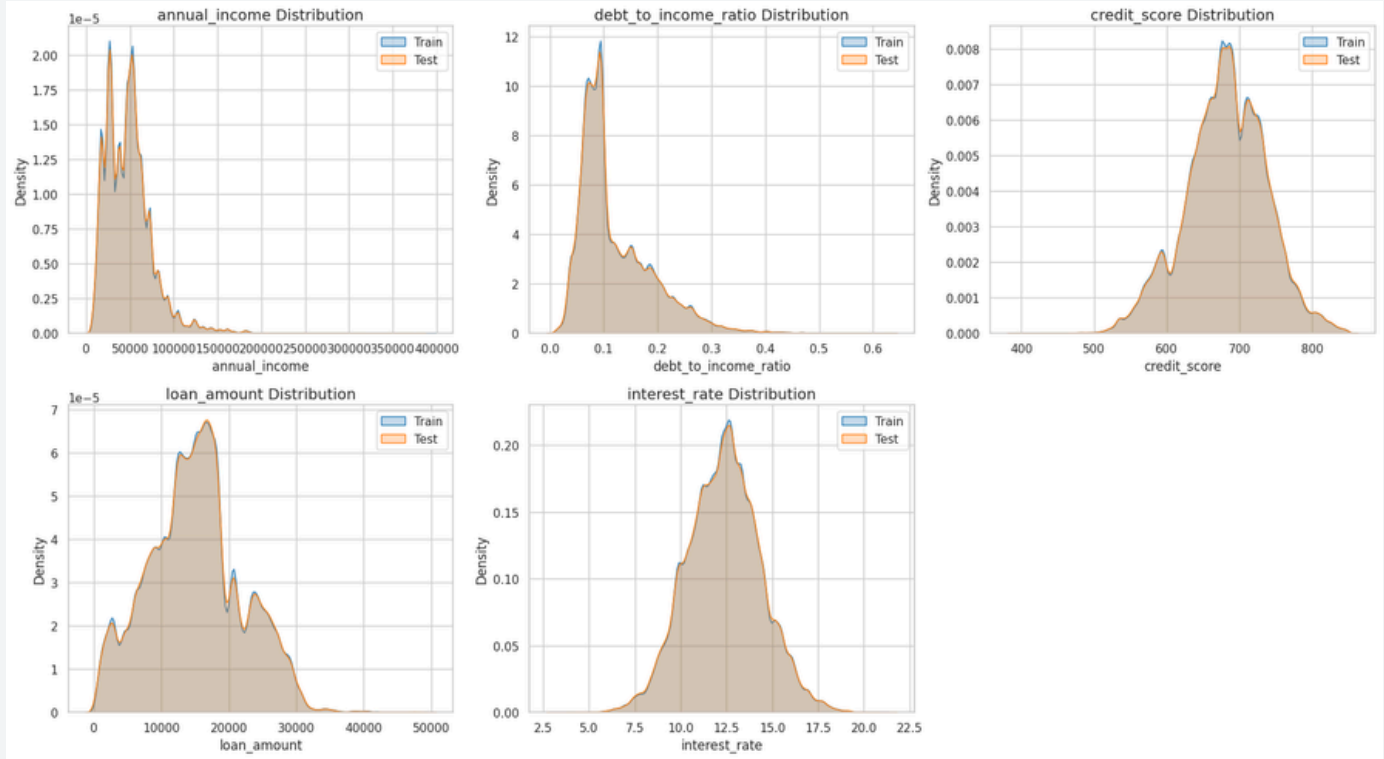 annual_income Distribution
1e−5
Train
Test
2.00
1.75
1.50
1.25
1.00
0.75
0.50
0.25
0.00
Density
0 50000 100000 150000 200000 250000 300000 350000 400000
annual_income
debt_to_income_ratio Distribution
Train
Test
12
10
8
6
4
2
0
Density
0.0 0.1 0.2 0.3 0.4 0.5 0.6
debt_to_income_ratio
credit_score Distribution
Train
Test
0.008
0.007
0.006
0.005
0.004
0.003
0.002
0.001
0.000
Density
400 500 600 700 800
credit_score
loan_amount Distribution
1e−5
Train
Test
7
6
5
4
3
2
1
0
Density
0 10000 20000 30000 40000 50000
loan_amount
interest_rate Distribution
Train
Test
0.20
0.15
0.10
0.05
0.00
Density
2.5 5.0 7.5 10.0 12.5 15.0 17.5 20.0 22.5
interest_rate